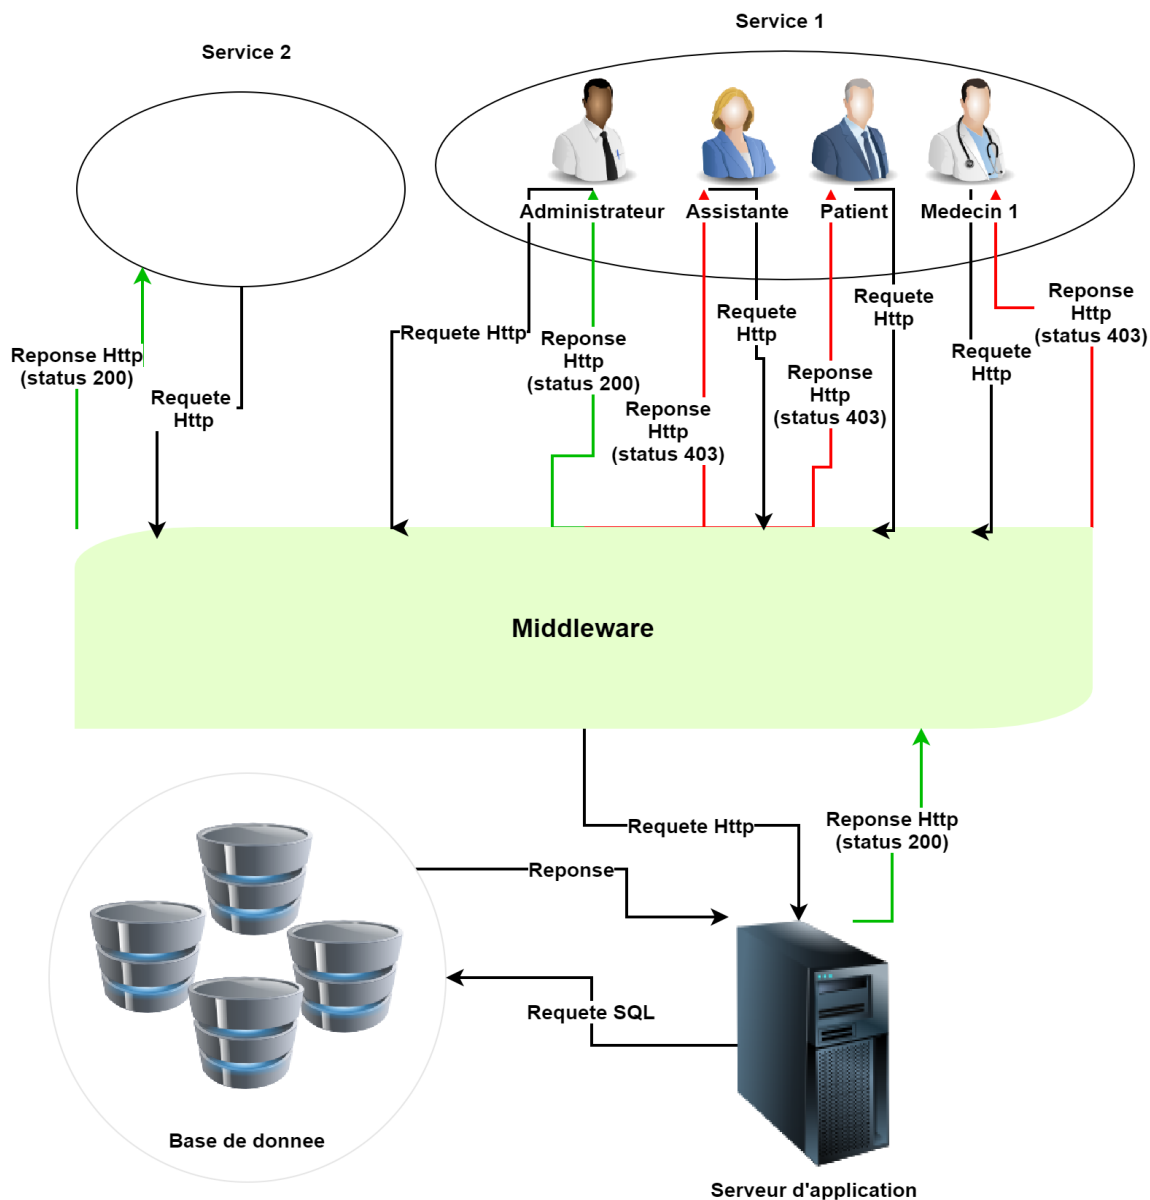 Service 1
Service 2
Administrateur
Assistante
Patient
Medecin 1
Requete Http
Reponse
Http
(status 200)
Requete
Http
Requete
Http
Reponse
Http
(status 403)
Reponse Http
(status 200)
Requete
Http
Reponse
Http
(status 403)
Requete
Http
Reponse
Http
(status 403)
Middleware
Requete Http
Reponse Http
(status 200)
Reponse
Requete SQL
Base de donnee
Serveur d'application